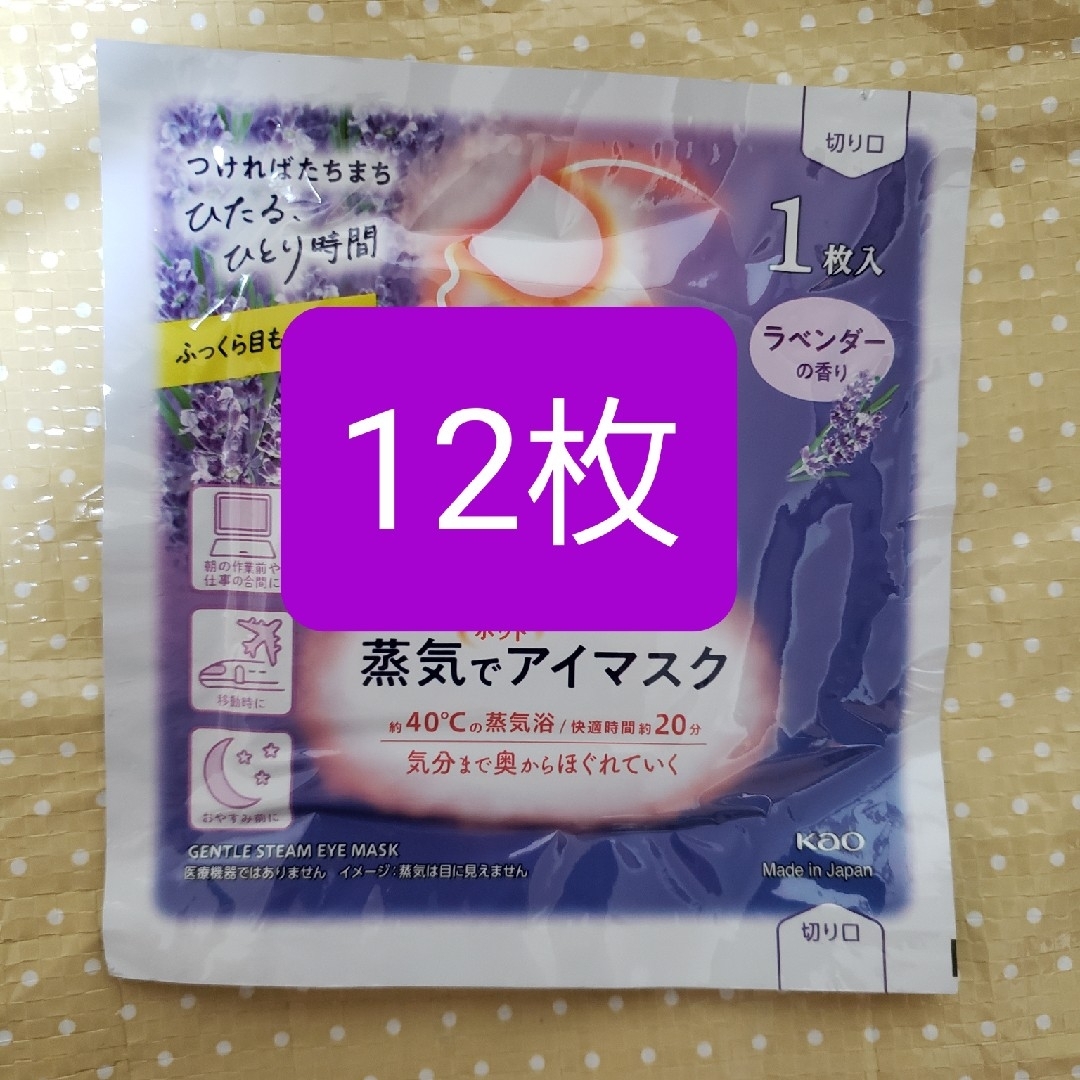 切り口
つければたちまち
ひたる、
ひとり時間
1枚入
ラベンダー
の香り
ふっくら目も
12枚
朝の作業前や
仕事の合間に
移動時に
おやすみ前に
ホット
蒸気でアイマスク
約40℃の蒸気浴/快適時間約20分
気分まで奥からほぐれていく
GENTLE STEAM EYE MASK
医療機器ではありません イメージ:蒸気は目に見えません
Kao
Made in Japan
切り口